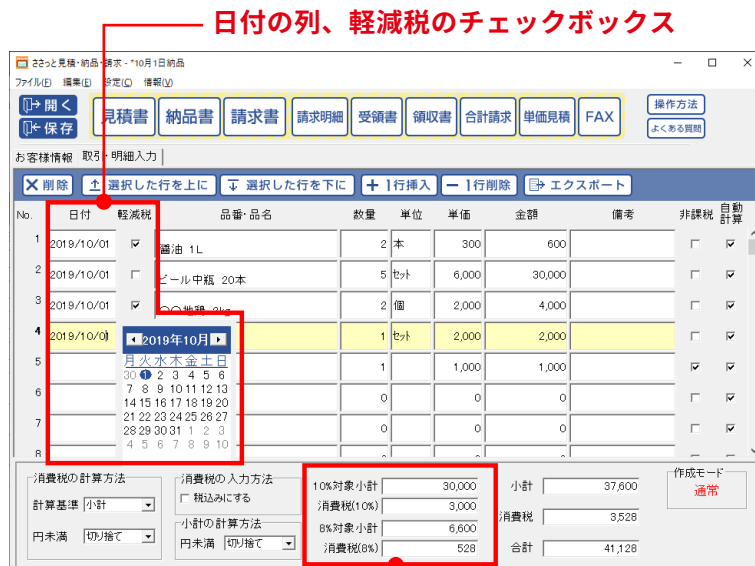 日付の列、軽減税のチェックボックス
ささっと見積・納品・請求 - *10月1日納品
ファイル(F) 編集(E) 設定(C) 情報(V)
開く
保存
見積書 納品書 請求書 請求明細 受領書 領収書 合計請求 単価見積 FAX
操作方法
よくある質問
お客様情報 取引・明細入力
削除 選択した行を上に 選択した行を下に 1行挿入 1行削除 エクスポート
No. 日付 軽減税 品番・品名 数量 単位 単価 金額 備考 非課税 自動計算
1 2019/10/01 醤油 1L 2 本 300 600
2 2019/10/01 ビール中瓶 20本 5 セット 6,000 30,000
3 2019/10/01 〇〇地鶏 2kg 2 個 2,000 4,000
4 2019/10/01 1 セット 2,000 2,000
5 1 1,000 1,000
6 0 0 0
7 0 0 0
8
2019年10月
月 火 水 木 金 土 日
30 1 2 3 4 5 6
7 8 9 10 11 12 13
14 15 16 17 18 19 20
21 22 23 24 25 26 27
28 29 30 31 1 2 3
4 5 6 7 8 9 10
消費税の計算方法
計算基準 小計
円未満 切り捨て
消費税の入力方法
税込みにする
小計の計算方法
円未満 切り捨て
10%対象小計 30,000
消費税(10%) 3,000
8%対象小計 6,600
消費税(8%) 528
小計 37,600
消費税 3,528
合計 41,128
作成モード
通常